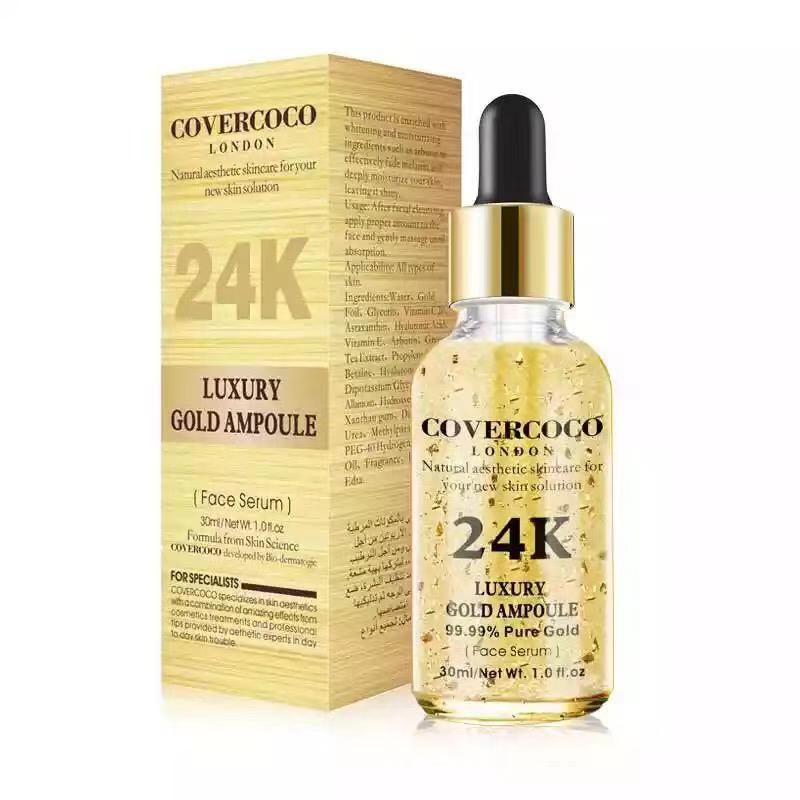 COVERCOCO
LONDON
Natural aesthetic skincare for your
new skin solution
24K
LUXURY
GOLD AMPOULE
( Face Serum )
30ml/Net Wt. 1.0 fl.oz
Formula from Skin Science
COVERCOCO developed by Bio-dermatogic
FOR SPECIALISTS
COVERCOCO specializes in skin aesthetics
with a combination of amazing effects from
cosmetics treatments and professional
tips provided by aethetic experts in day
to day skin trouble.
This product is enriched with
whitening and moisturizing
ingredients such as arbutin to
effectively fade melanin and
deeply moisturize your skin,
leaving it shiny.
Usage: After facial cleansing,
apply proper amount to the
face and gently massage until
absorption.
Applicability: All types of
skin.
Ingredients:Water, Gold
Foil, Glycerin, Vitamin C
Astaxanthin, Hyaluronic Acid,
Vitamin E, Arbutin,
Tea Extract,
Betaine,
Dipotassium
Xanthan gum,
Urea,
PEG-40
Oil, Fragrance,
Edta.
COVERCOCO
LONDON
Natural aesthetic skincare for
your new skin solution
24K
LUXURY
GOLD AMPOULE
99.99% Pure Gold
( Face Serum )
30ml/Net Wt. 1.0 fl.oz